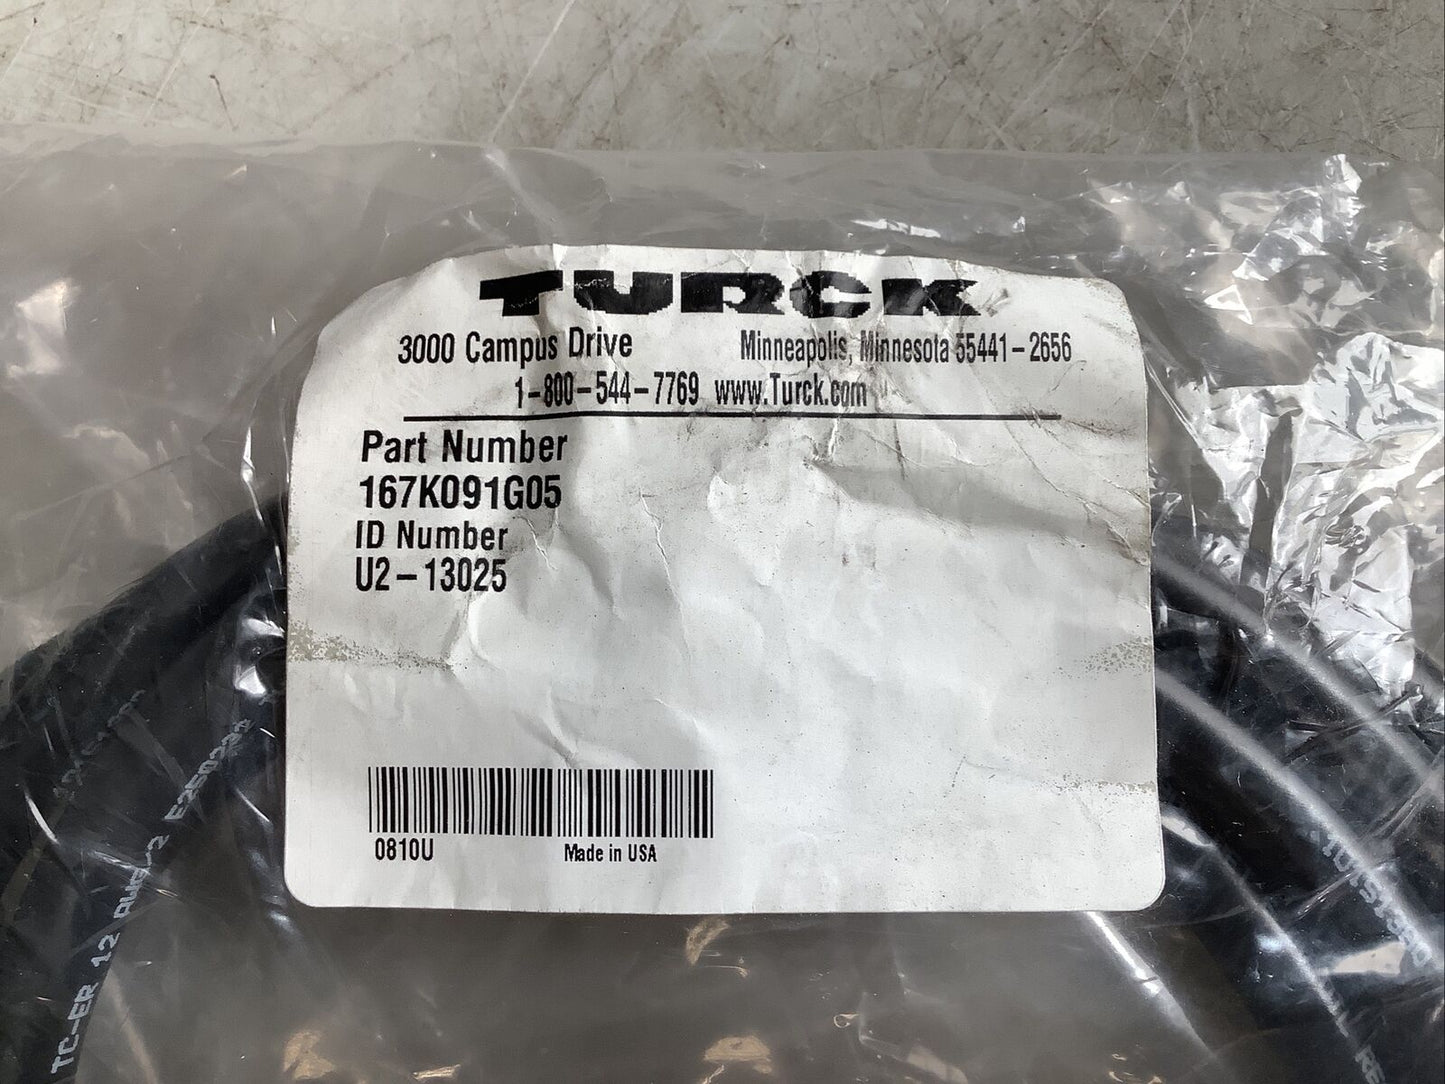 TURCK
3000 Campus Drive Minneapolis, Minnesota 55441-2656
1-800-544-7769 www.Turck.com
Part Number
167K091G05
ID Number
U2-13025
0810U
Made in USA
TC-ER 12 AWG